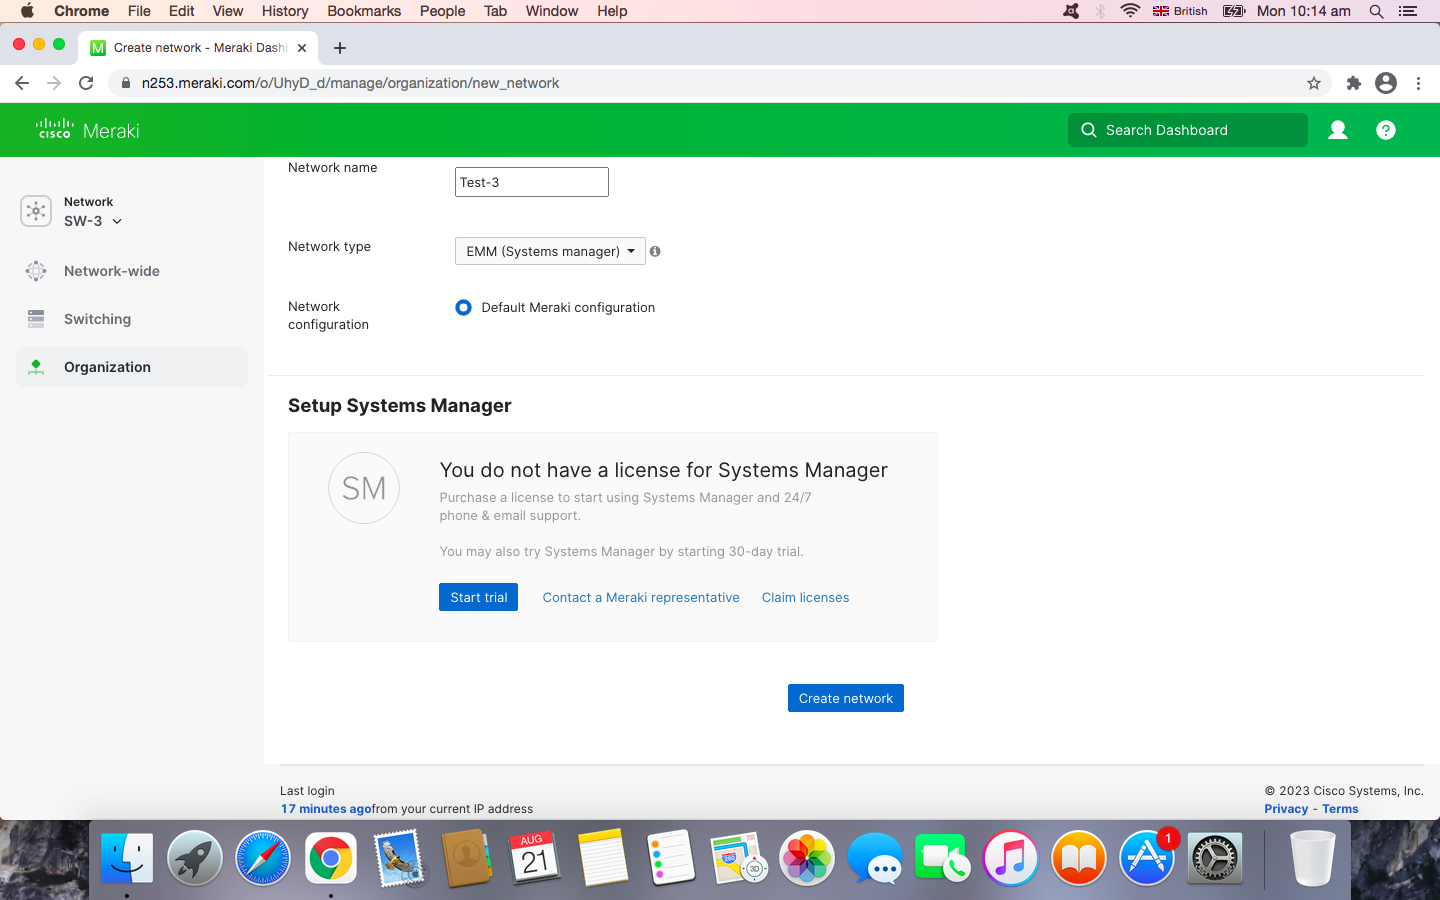 Chrome File Edit View History Bookmarks People Tab Window Help British Mon 10:14 am
Create network - Meraki Dash
n253.meraki.com/o/UhyD_d/manage/organization/new_network
cisco Meraki
Search Dashboard
Network
SW-3
Network-wide
Switching
Organization
Network name
Test-3
Network type
EMM (Systems manager)
Network
configuration
Default Meraki configuration
Setup Systems Manager
SM
You do not have a license for Systems Manager
Purchase a license to start using Systems Manager and 24/7
phone & email support.
You may also try Systems Manager by starting 30-day trial.
Start trial Contact a Meraki representative Claim licenses
Create network
Last login
17 minutes ago from your current IP address
© 2023 Cisco Systems, Inc.
Privacy - Terms
AUG
21
280
3D
1